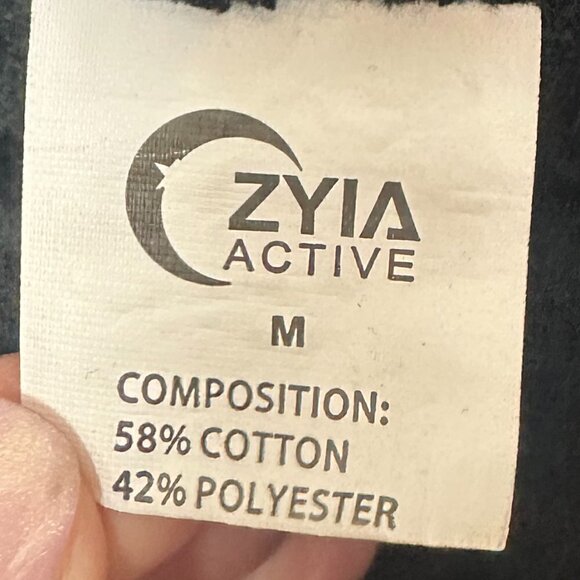 ZYIA
ACTIVE
M
COMPOSITION:
58% COTTON
42% POLYESTER